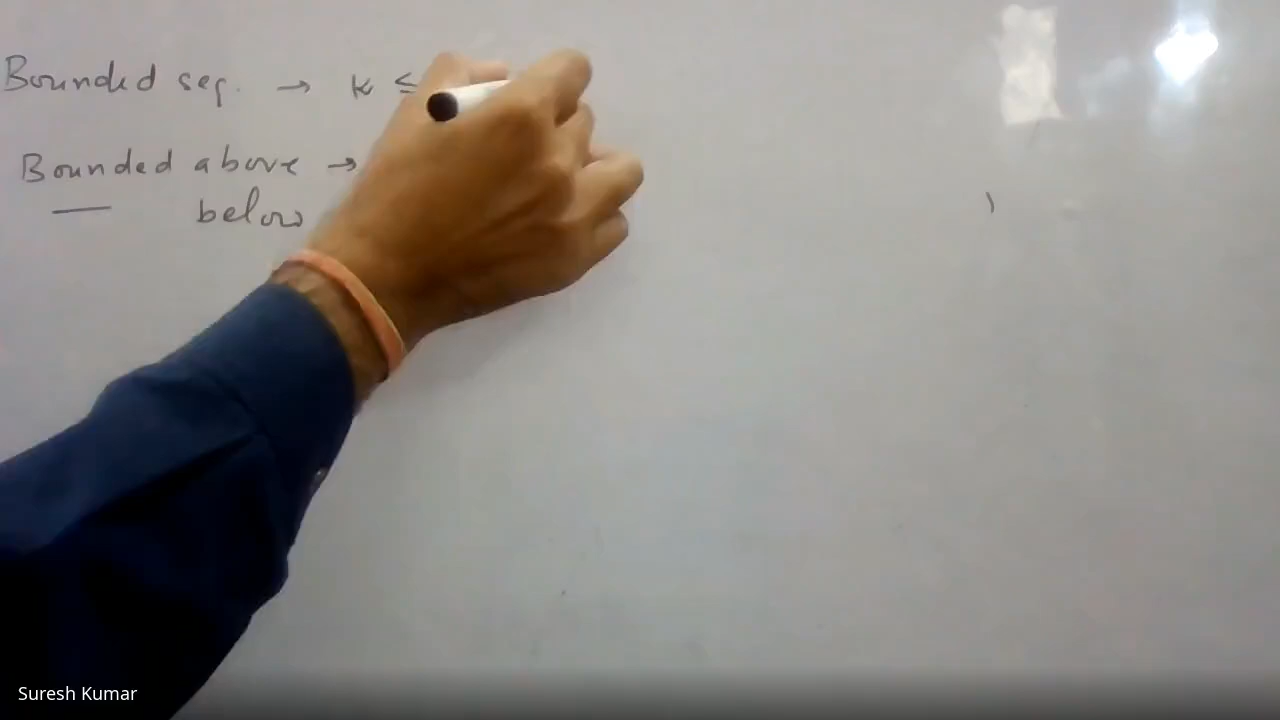 Bounded seq. → k ≤
Bounded above →
— below
Suresh Kumar